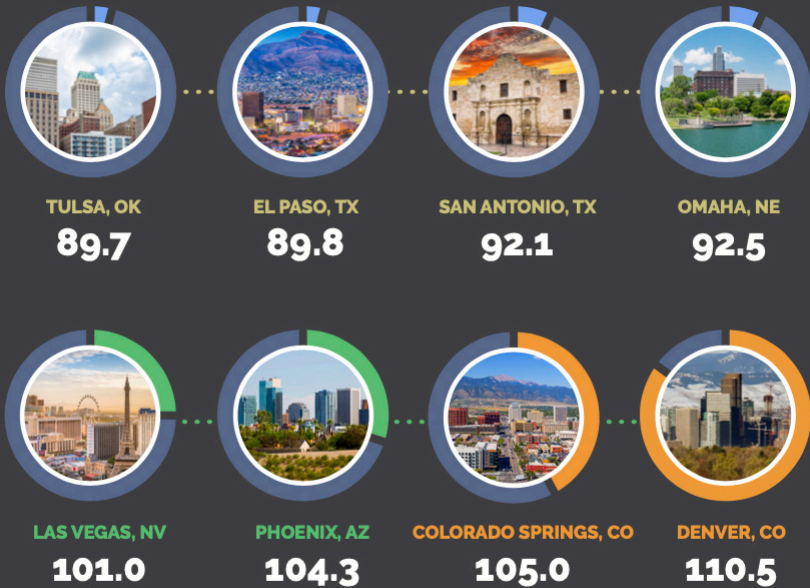 TULSA, OK
89.7
EL PASO, TX
89.8
SAN ANTONIO, TX
92.1
OMAHA, NE
92.5
LAS VEGAS, NV
101.0
PHOENIX, AZ
104.3
COLORADO SPRINGS, CO
105.0
DENVER, CO
110.5